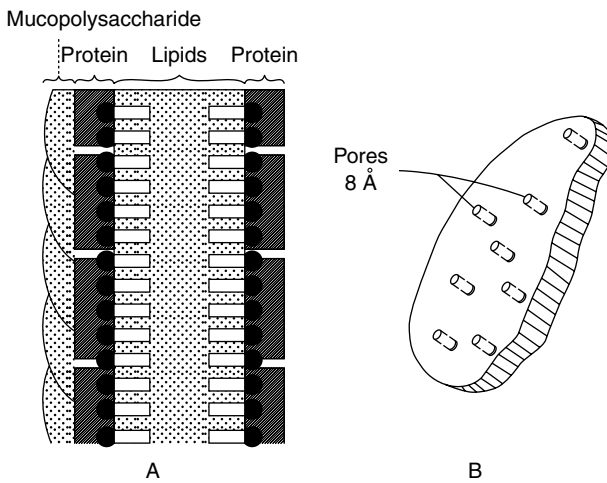 Mucopolysaccharide
Protein Lipids Protein
Pores
8 Å
A
B